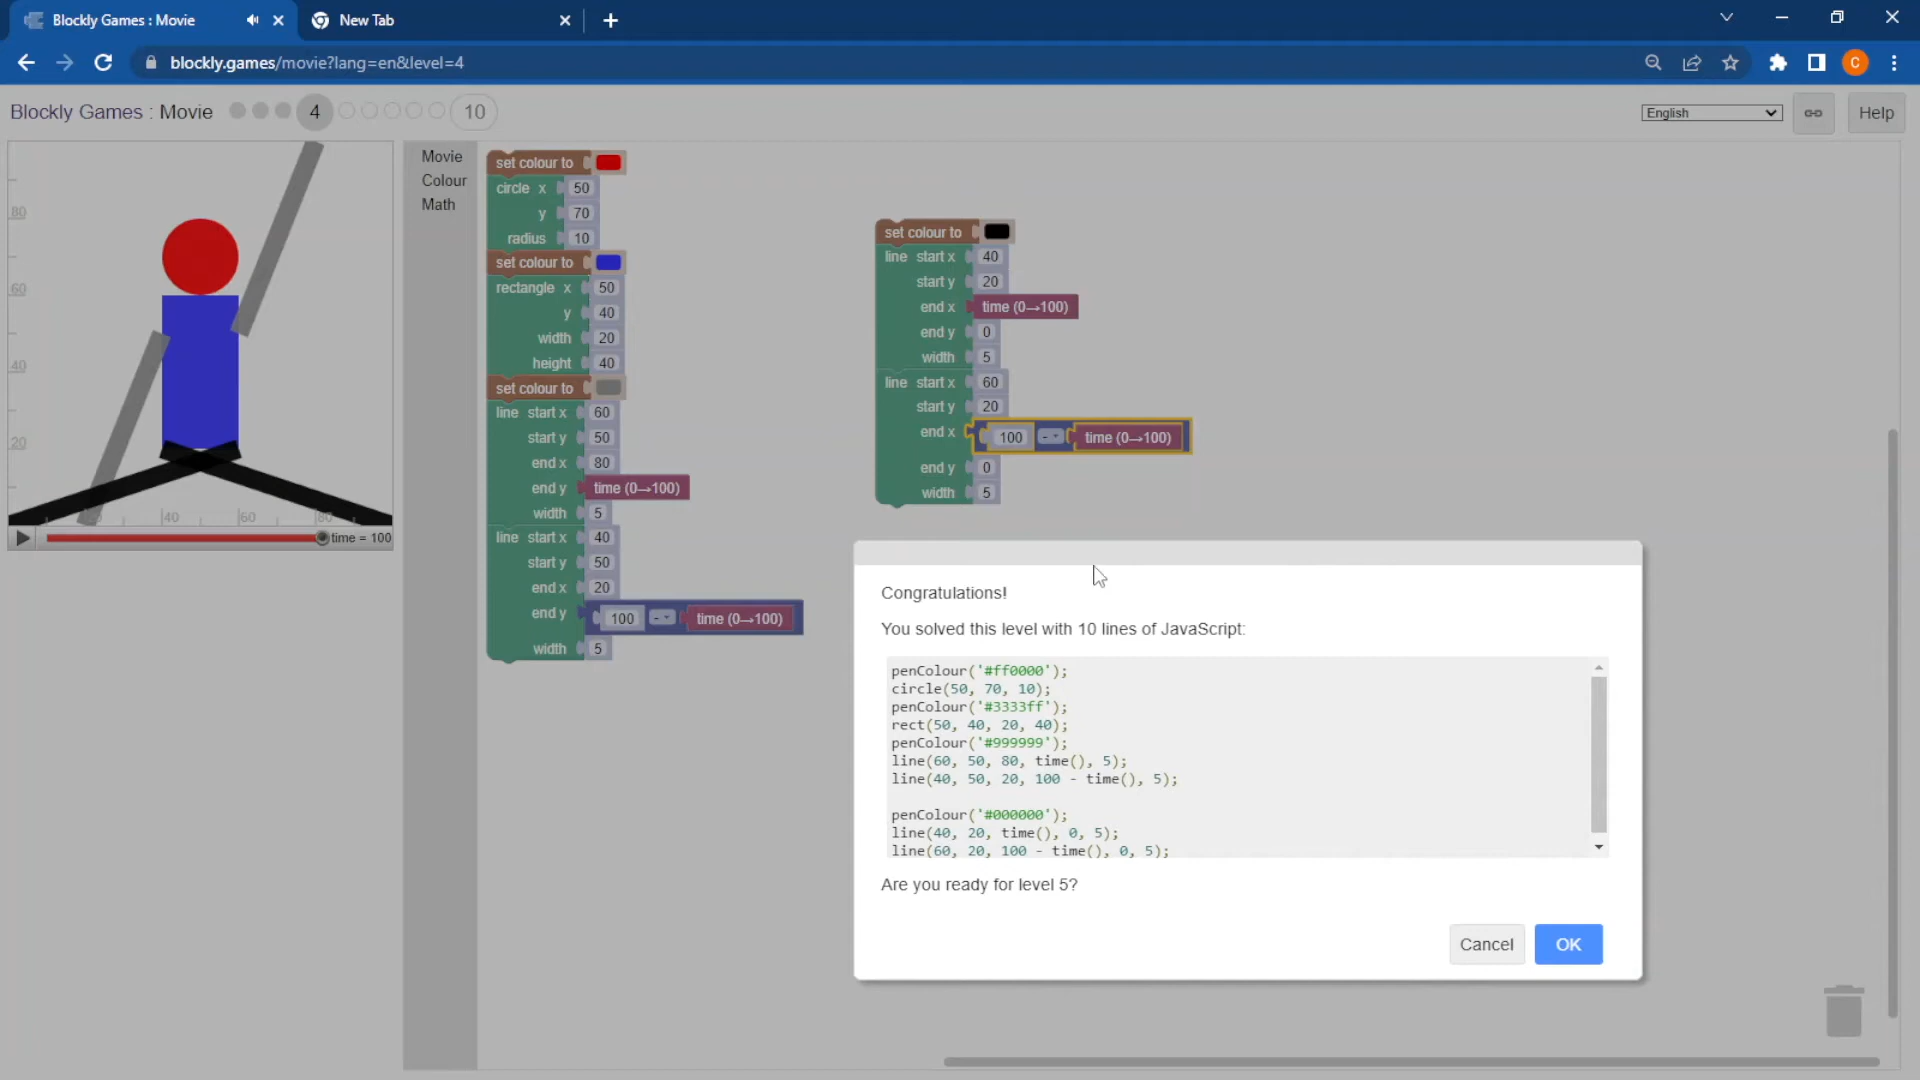 Blockly Games : Movie
New Tab
blockly.games/movie?lang=en&level=4
C
Blockly Games : Movie
4
10
English
Help
80
60
40
20
40
60
80
time = 100
Movie
Colour
Math
set colour to
circle x 50
y 70
radius 10
set colour to
rectangle x 50
y 40
width 20
height 40
set colour to
line start x 60
start y 50
end x 80
end y time (0→100)
width 5
line start x 40
start y 50
end x 20
end y 100 - time (0→100)
width 5
set colour to
line start x 40
start y 20
end x time (0→100)
end y 0
width 5
line start x 60
start y 20
end x 100 - time (0→100)
end y 0
width 5
Congratulations!
You solved this level with 10 lines of JavaScript:
penColour('#ff0000');
circle(50, 70, 10);
penColour('#3333ff');
rect(50, 40, 20, 40);
penColour('#999999');
line(60, 50, 80, time(), 5);
line(40, 50, 20, 100 - time(), 5);
penColour('#000000');
line(40, 20, time(), 0, 5);
line(60, 20, 100 - time(), 0, 5);
Are you ready for level 5?
Cancel
OK